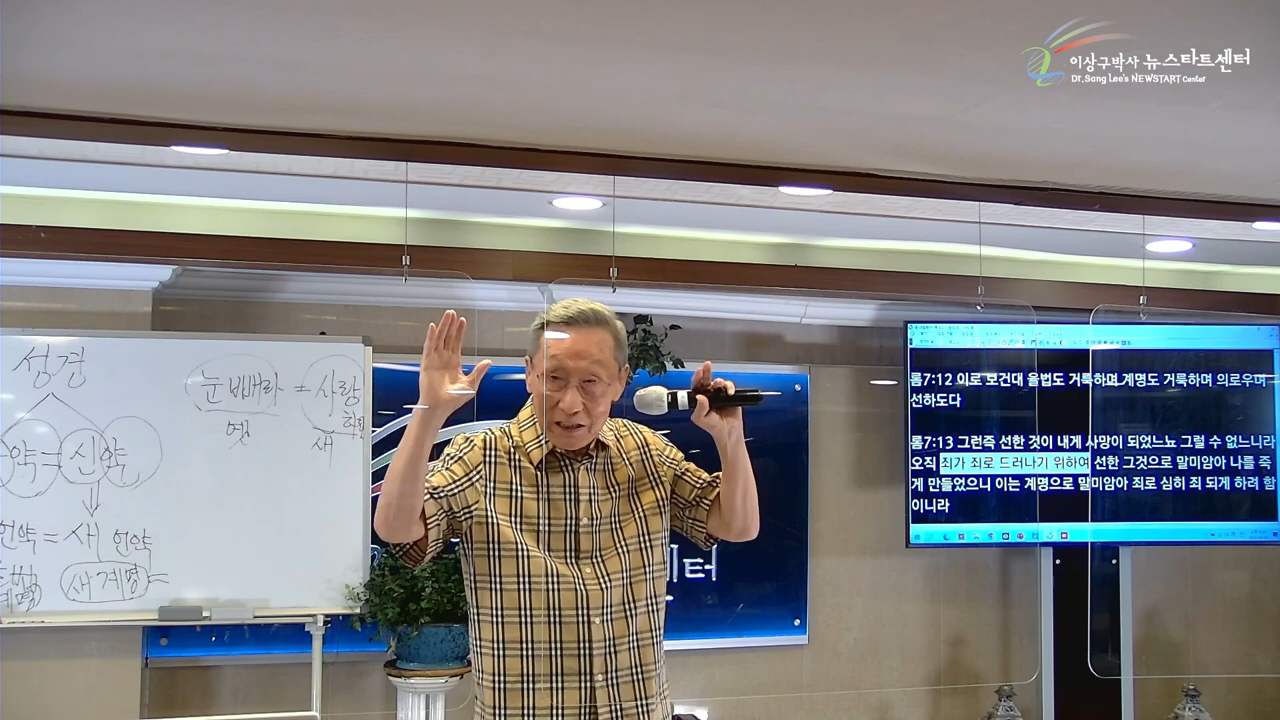 이상구박사 뉴스타트센터
Dr. Sang Lee's NEWSTART Center
성경
약=신약
언약=새 언약
새계명=
눈 빼라 = 사랑
옛
새
롬7:12 이로 보건대 율법도 거룩하며 계명도 거룩하며 의로우며
선하도다
롬7:13 그런즉 선한 것이 내게 사망이 되었느뇨 그럴 수 없느니라
오직 죄가 죄로 드러나기 위하여 선한 그것으로 말미암아 나를 죽
게 만들었으니 이는 계명으로 말미암아 죄로 심히 죄 되게 하려 함
이니라
터